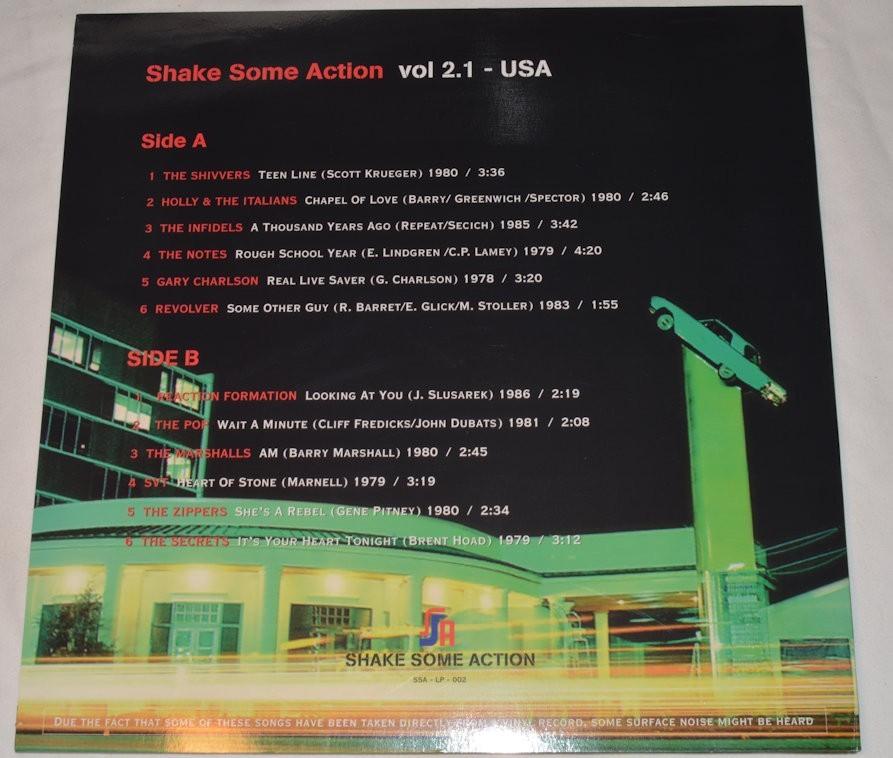 Shake Some Action vol 2.1 - USA
Side A
1 THE SHIVVERS TEEN LINE (SCOTT KRUEGER) 1980 / 3:36
2 HOLLY & THE ITALIANS CHAPEL OF LOVE (BARRY/ GREENWICH /SPECTOR) 1980 / 2:46
3 THE INFIDELS A THOUSAND YEARS AGO (REPEAT/SECICH) 1985 / 3:42
4 THE NOTES ROUGH SCHOOL YEAR (E. LINDGREN /C.P. LAMEY) 1979 / 4:20
5 GARY CHARLSON REAL LIVE SAVER (G. CHARLSON) 1978 / 3:20
6 REVOLVER SOME OTHER GUY (R. BARRET/E. GLICK/M. STOLLER) 1983 / 1:55
SIDE B
1 REACTION FORMATION LOOKING AT YOU (J. SLUSAREK) 1986 / 2:19
2 THE POP WAIT A MINUTE (CLIFF FREDICKS/JOHN DUBATS) 1981 / 2:08
3 THE MARSHALLS AM (BARRY MARSHALL) 1980 / 2:45
4 SVT HEART OF STONE (MARNELL) 1979 / 3:19
5 THE ZIPPERS SHE'S A REBEL (GENE PITNEY) 1980 / 2:34
6 THE SECRETS IT'S YOUR HEART TONIGHT (BRENT HOAD) 1979 / 3:12
SSA
SHAKE SOME ACTION
SSA - LP - 002
DUE THE FACT THAT SOME OF THESE SONGS HAVE BEEN TAKEN DIRECTLY FROM A VINYL RECORD, SOME SURFACE NOISE MIGHT BE HEARD